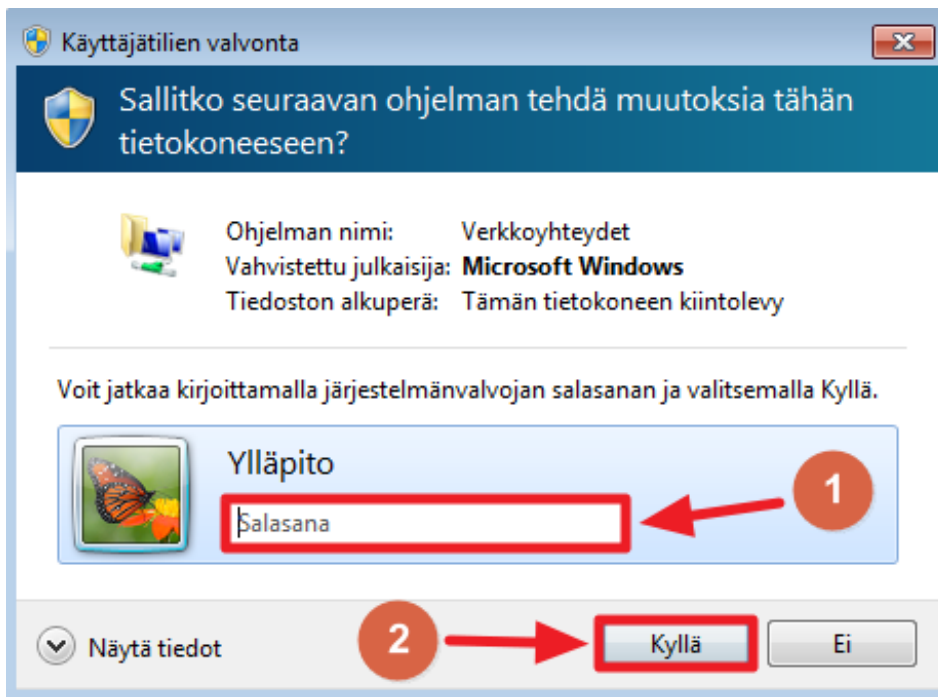 Käyttäjätilien valvonta
Sallitko seuraavan ohjelman tehdä muutoksia tähän
tietokoneeseen?
Ohjelman nimi: Verkkoyhteydet
Vahvistettu julkaisija: Microsoft Windows
Tiedoston alkuperä: Tämän tietokoneen kiintolevy
Voit jatkaa kirjoittamalla järjestelmänvalvojan salasanan ja valitsemalla Kyllä.
Ylläpito
Salasana
1
Näytä tiedot
2
Kyllä
Ei